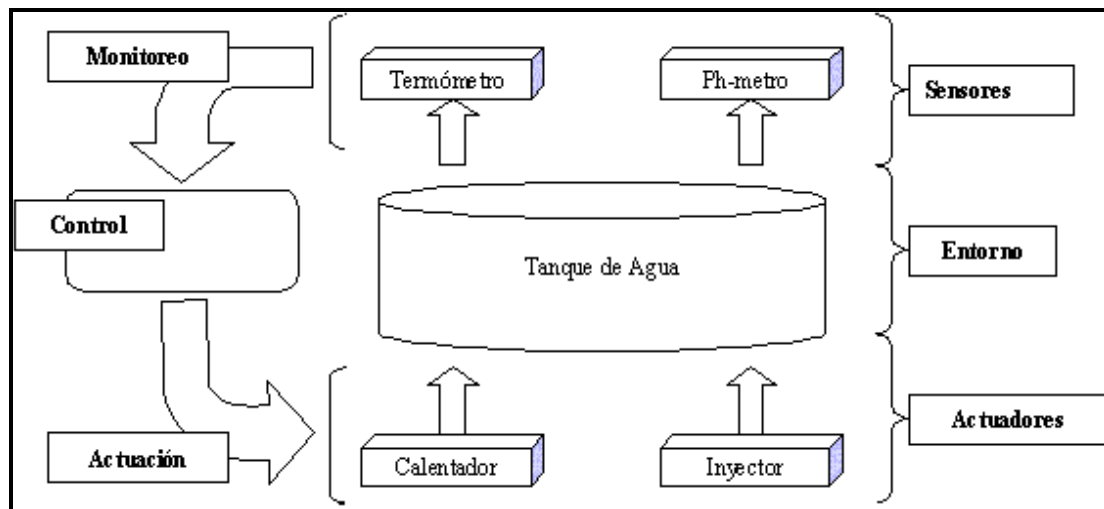 Monitoreo
Termómetro
Ph-metro
Sensores
Control
Tanque de Agua
Entorno
Actuación
Calentador
Inyector
Actuadores